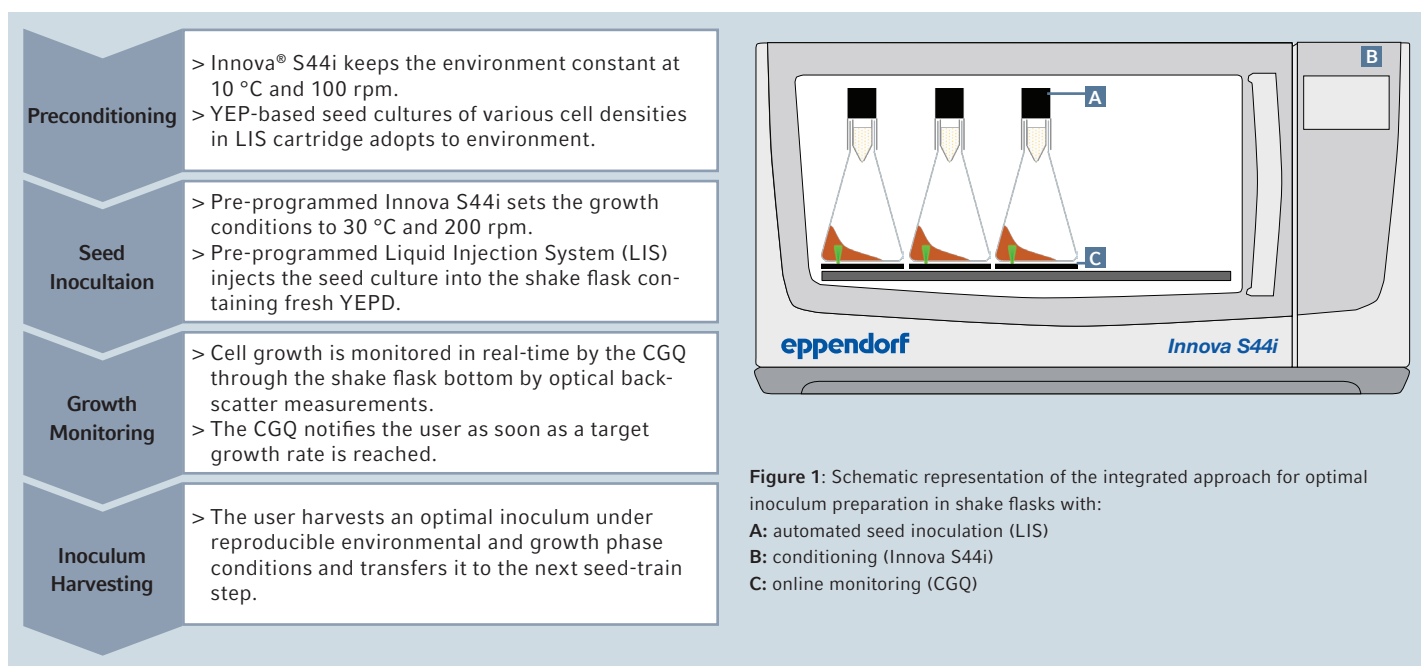 Preconditioning
> Innova® S44i keeps the environment constant at
10 °C and 100 rpm.
> YEP-based seed cultures of various cell densities
in LIS cartridge adopts to environment.
Seed
Inocultaion
> Pre-programmed Innova S44i sets the growth
conditions to 30 °C and 200 rpm.
> Pre-programmed Liquid Injection System (LIS)
injects the seed culture into the shake flask con-
taining fresh YEPD.
Growth
Monitoring
> Cell growth is monitored in real-time by the CGQ
through the shake flask bottom by optical back-
scatter measurements.
> The CGQ notifies the user as soon as a target
growth rate is reached.
Inoculum
Harvesting
> The user harvests an optimal inoculum under
reproducible environmental and growth phase
conditions and transfers it to the next seed-train
step.
A
B
C
eppendorf
Innova S44i
Figure 1: Schematic representation of the integrated approach for optimal
inoculum preparation in shake flasks with:
A: automated seed inoculation (LIS)
B: conditioning (Innova S44i)
C: online monitoring (CGQ)